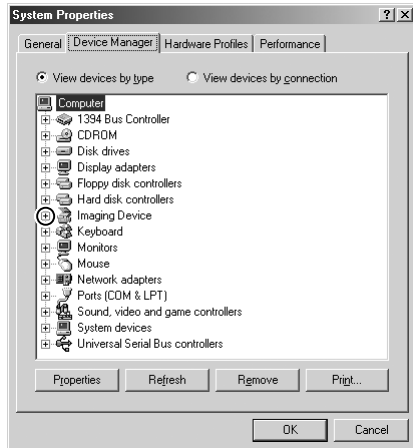 System Properties
General Device Manager Hardware Profiles Performance
View devices by type View devices by connection
Computer
1394 Bus Controller
CDROM
Disk drives
Display adapters
Floppy disk controllers
Hard disk controllers
Imaging Device
Keyboard
Monitors
Mouse
Network adapters
Ports (COM & LPT)
Sound, video and game controllers
System devices
Universal Serial Bus controllers
Properties Refresh Remove Print...
OK Cancel